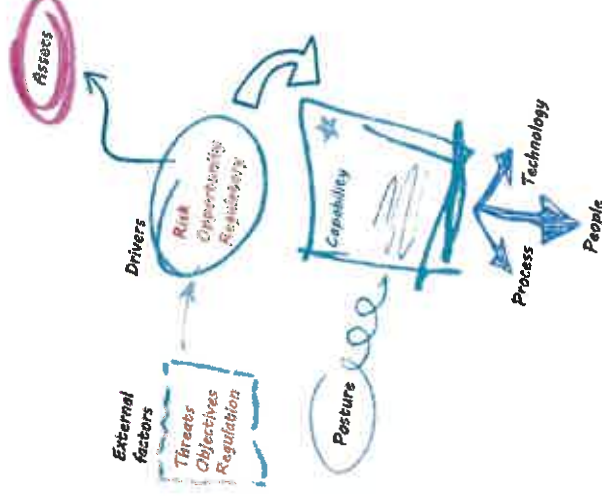 Assets
Drivers
Risk
Opportunity
Regulatory
External
factors
Threats
Objectives
Regulation
Capability
Posture
Process
Technology
People